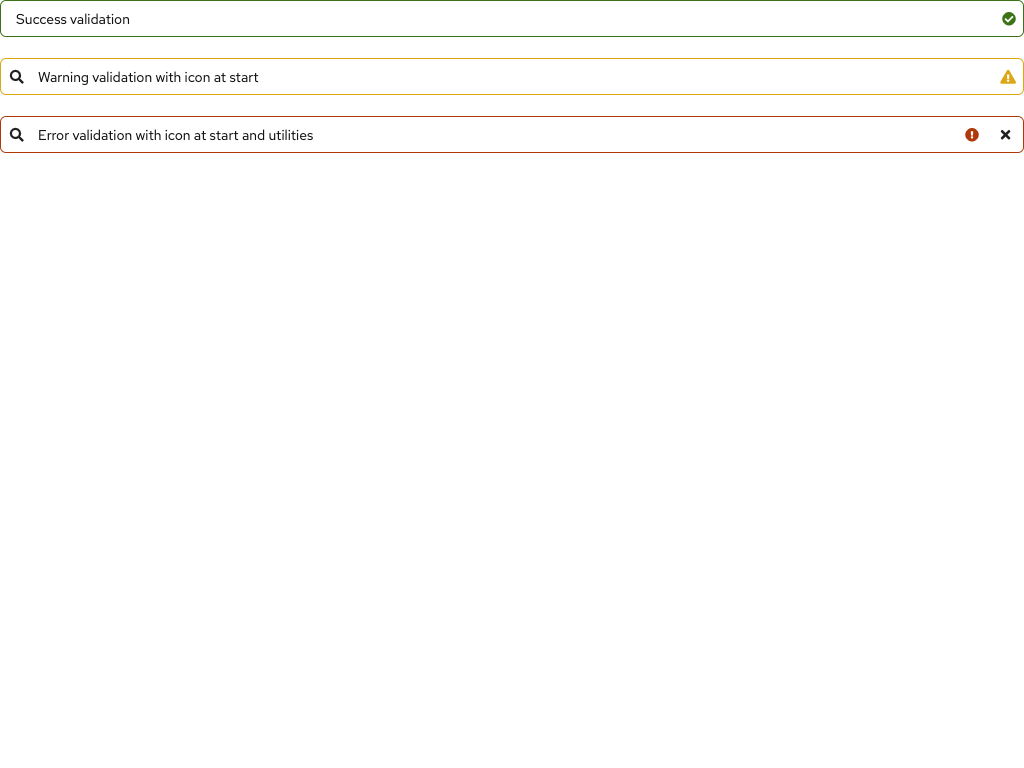 Success validation
Warning validation with icon at start
Error validation with icon at start and utilities